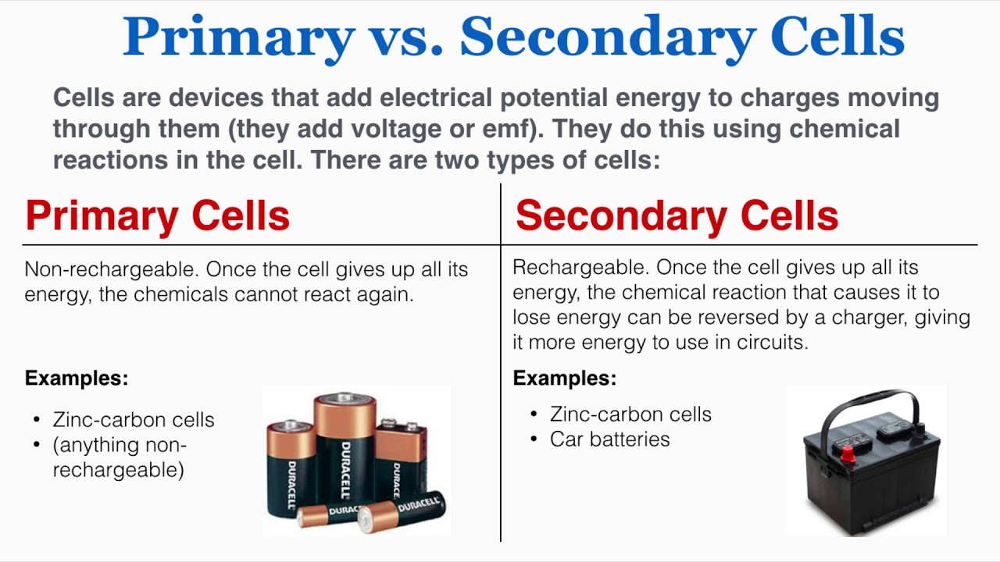 Primary vs. Secondary Cells
Cells are devices that add electrical potential energy to charges moving
through them (they add voltage or emf). They do this using chemical
reactions in the cell. There are two types of cells:
Primary Cells
Non-rechargeable. Once the cell gives up all its
energy, the chemicals cannot react again.
Examples:
• Zinc-carbon cells
• (anything non-
rechargeable)
DURACELL
DURACELL
DURACE
DURACE
DURACELL
Secondary Cells
Rechargeable. Once the cell gives up all its
energy, the chemical reaction that causes it to
lose energy can be reversed by a charger, giving
it more energy to use in circuits.
Examples:
• Zinc-carbon cells
• Car batteries